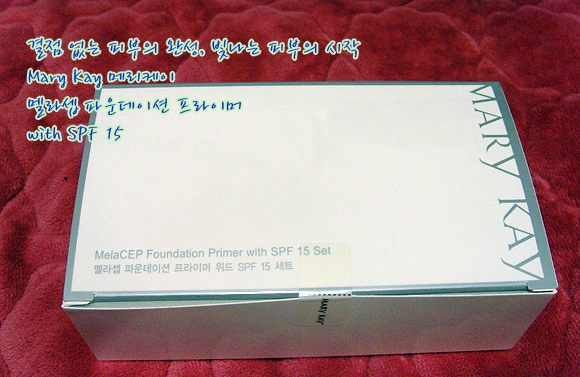 결점 없는 피부의 완성, 빛나는 피부의 시작
Mary Kay 메리케이
멜라셉 파운데이션 프라이머
with SPF 15
MARY KAY
MelaCEP Foundation Primer with SPF 15 Set
멜라셉 파운데이션 프라이머 위드 SPF 15 세트
MARY KAY